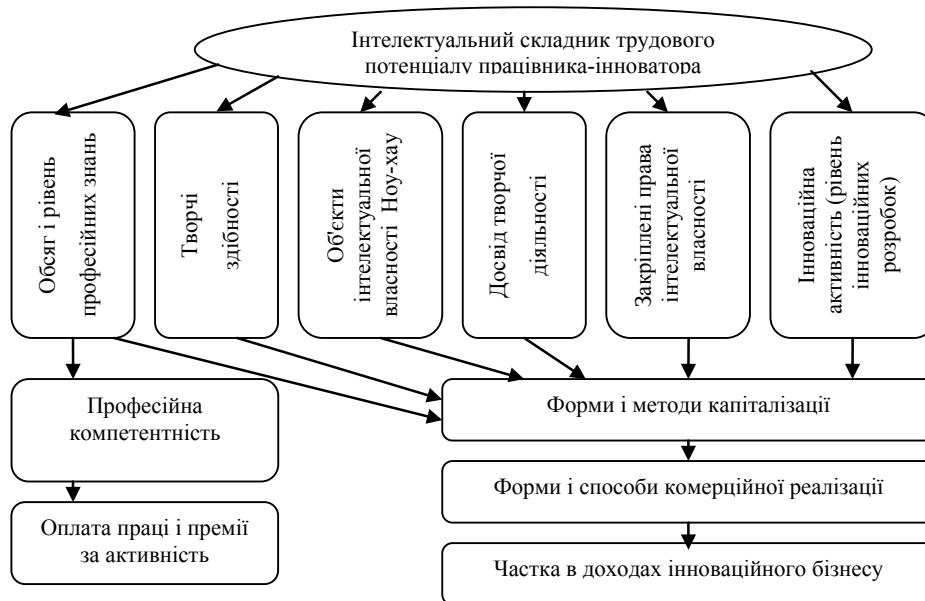 Інтелектуальний складник трудового
потенціалу працівника-інноватора
Обсяг і рівень
професійних знань
Творчі
здібності
Об'єкти
інтелектуальної
власності Ноу-хау
Досвід творчої
діяльності
Закріплені права
інтелектуальної
власності
Інноваційна
активність (рівень
інноваційних
розробок
Професійна
компетентність
Форми і методи капіталізації
Форми і способи комерційної реалізації
Оплата праці і премії
за активність
Частка в доходах інноваційного бізнесу